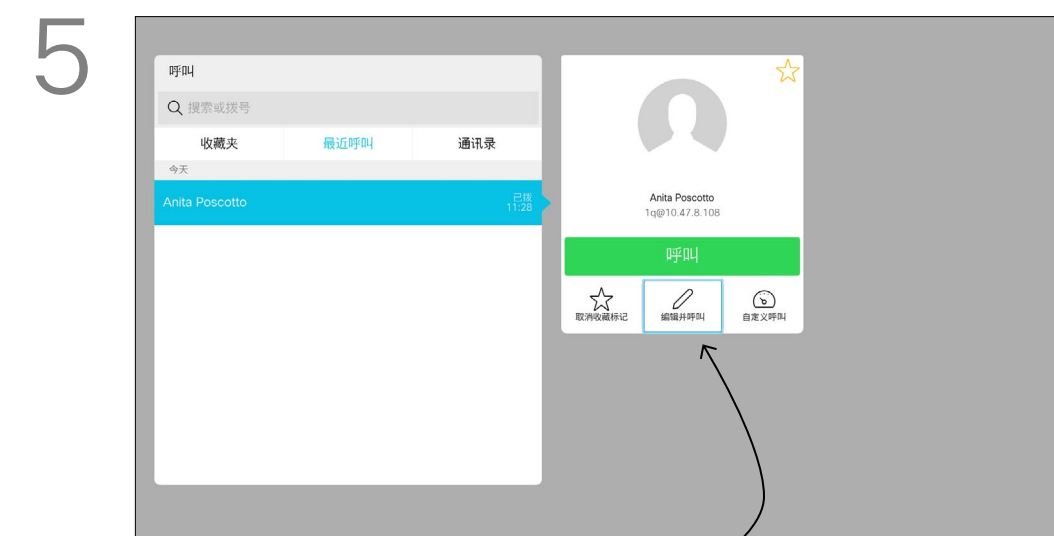 5
呼叫
搜索或拨号
收藏夹 最近呼叫 通讯录
今天
Anita Poscotto 已拨
11:28
Anita Poscotto
1q@10.47.8.108
呼叫
取消收藏标记 编辑并呼叫 自定义呼叫